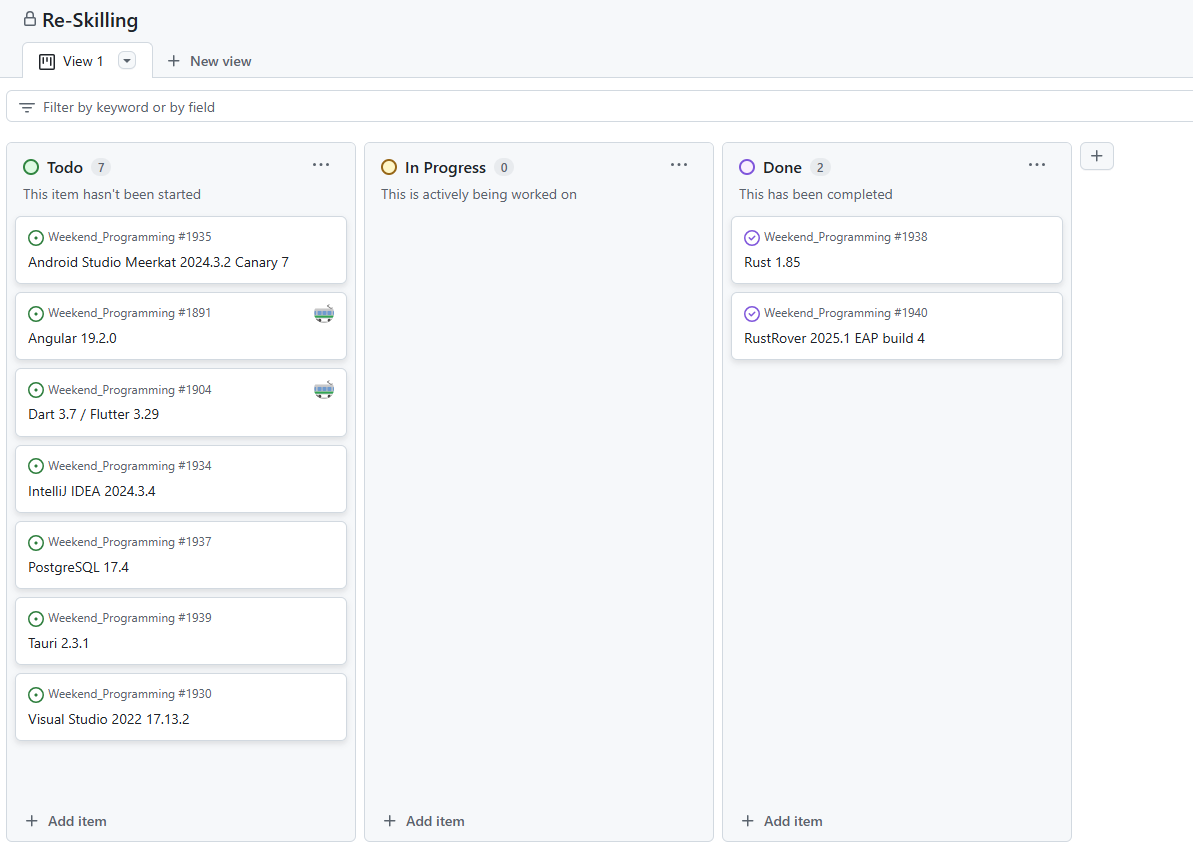 Re-Skilling
View 1
New view
Filter by keyword or by field
Todo 7
This item hasn't been started
Weekend_Programming #1935
Android Studio Meerkat 2024.3.2 Canary 7
Weekend_Programming #1891
Angular 19.2.0
Weekend_Programming #1904
Dart 3.7 / Flutter 3.29
Weekend_Programming #1934
IntelliJ IDEA 2024.3.4
Weekend_Programming #1937
PostgreSQL 17.4
Weekend_Programming #1939
Tauri 2.3.1
Weekend_Programming #1930
Visual Studio 2022 17.13.2
Add item
In Progress 0
This is actively being worked on
Add item
Done 2
This has been completed
Weekend_Programming #1938
Rust 1.85
Weekend_Programming #1940
RustRover 2025.1 EAP build 4
Add item